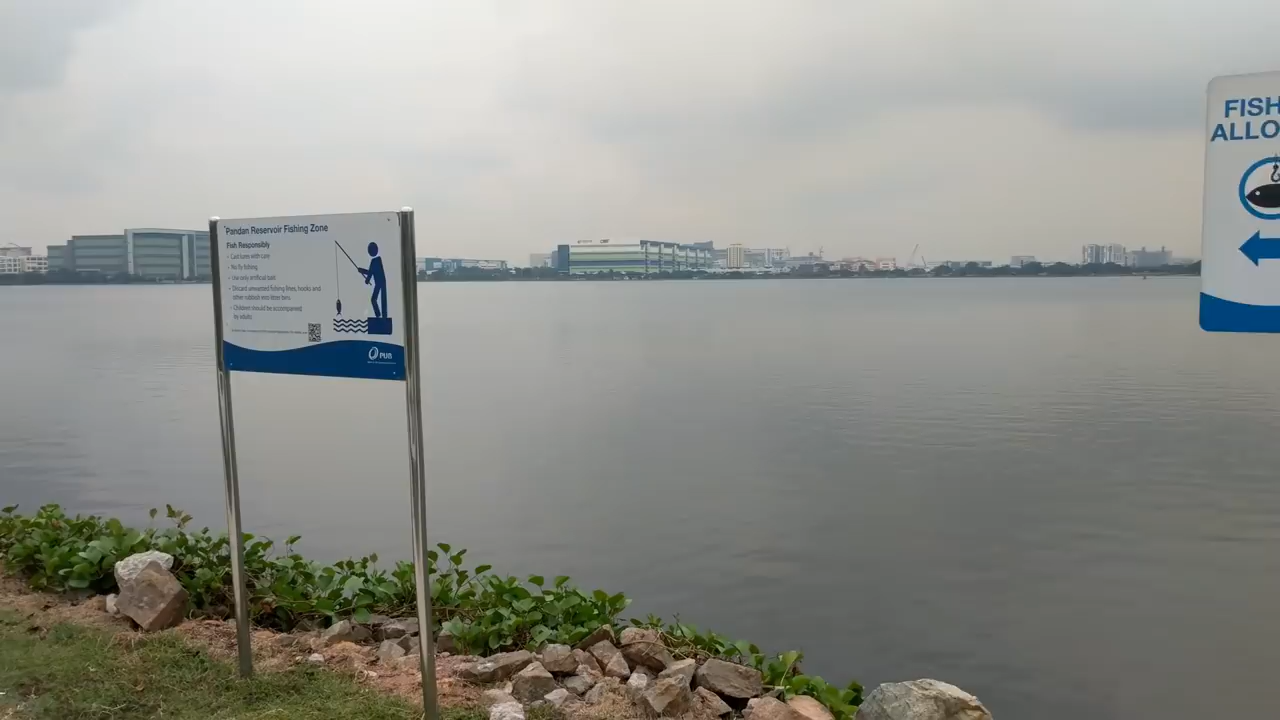 Pandan Reservoir Fishing Zone
Fish Responsibly
- Cast lures with care
- No fly fishing
- Use only artificial bait
- Discard unwanted fishing lines, hooks and
other rubbish into litter bins.
- Children should be accompanied
by adults
PUB
FISH
ALLO